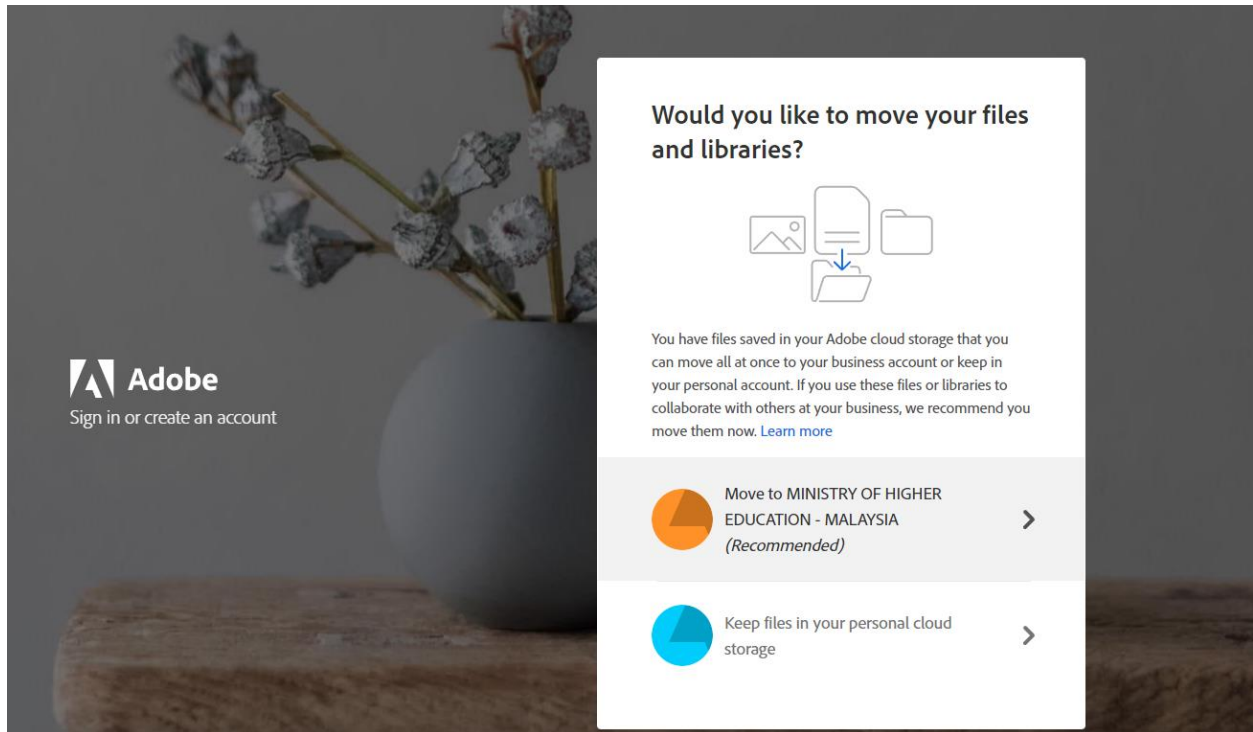 Adobe
Sign in or create an account
Would you like to move your files
and libraries?
You have files saved in your Adobe cloud storage that you
can move all at once to your business account or keep in
your personal account. If you use these files or libraries to
collaborate with others at your business, we recommend you
move them now. Learn more
Move to MINISTRY OF HIGHER
EDUCATION - MALAYSIA
(Recommended)
Keep files in your personal cloud
storage